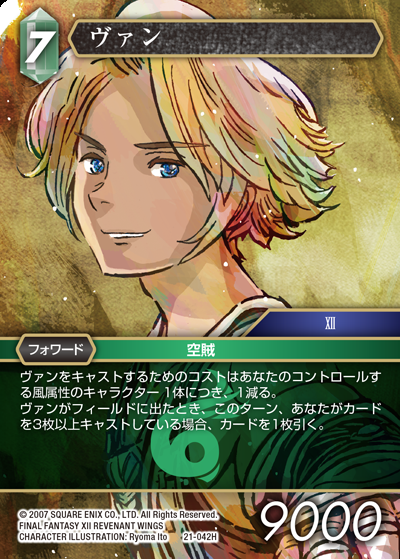 7
ヴァン
XII
フォワード
空賊
ヴァンをキャストするためのコストはあなたのコントロールす
る風属性のキャラクター 1体につき、1減る。
ヴァンがフィールドに出たとき、このターン、あなたがカード
を3枚以上キャストしている場合、カードを1枚引く。
© 2007 SQUARE ENIX CO., LTD. All Rights Reserved.
FINAL FANTASY XII REVENANT WINGS
CHARACTER ILLUSTRATION: Ryoma Ito 21-042H
9000